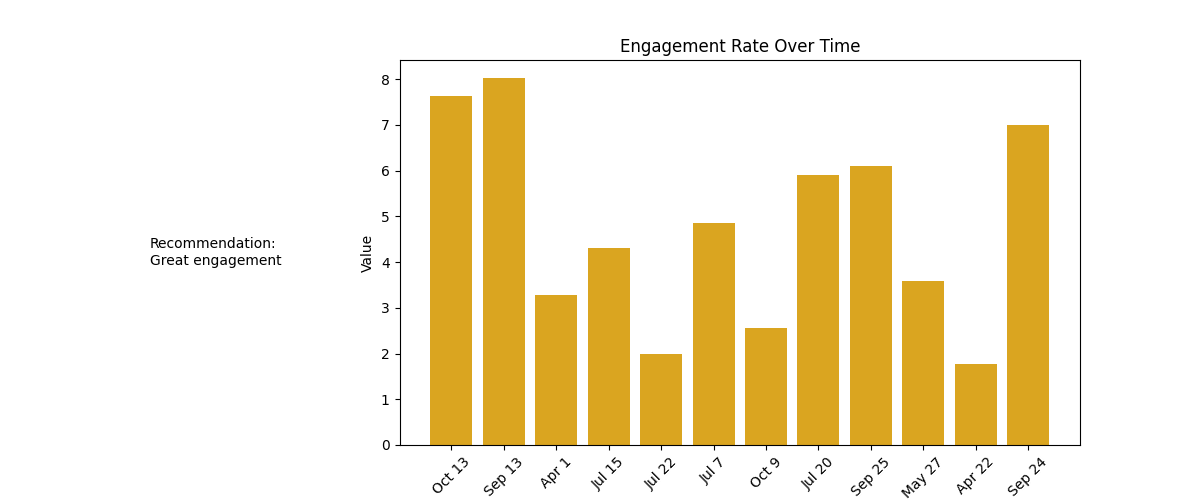 Engagement Rate Over Time
Recommendation:
Great engagement
Value
8
7
6
5
4
3
2
1
0
Oct 13
Sep 13
Apr 1
Jul 15
Jul 22
Jul 7
Oct 9
Jul 20
Sep 25
May 27
Apr 22
Sep 24